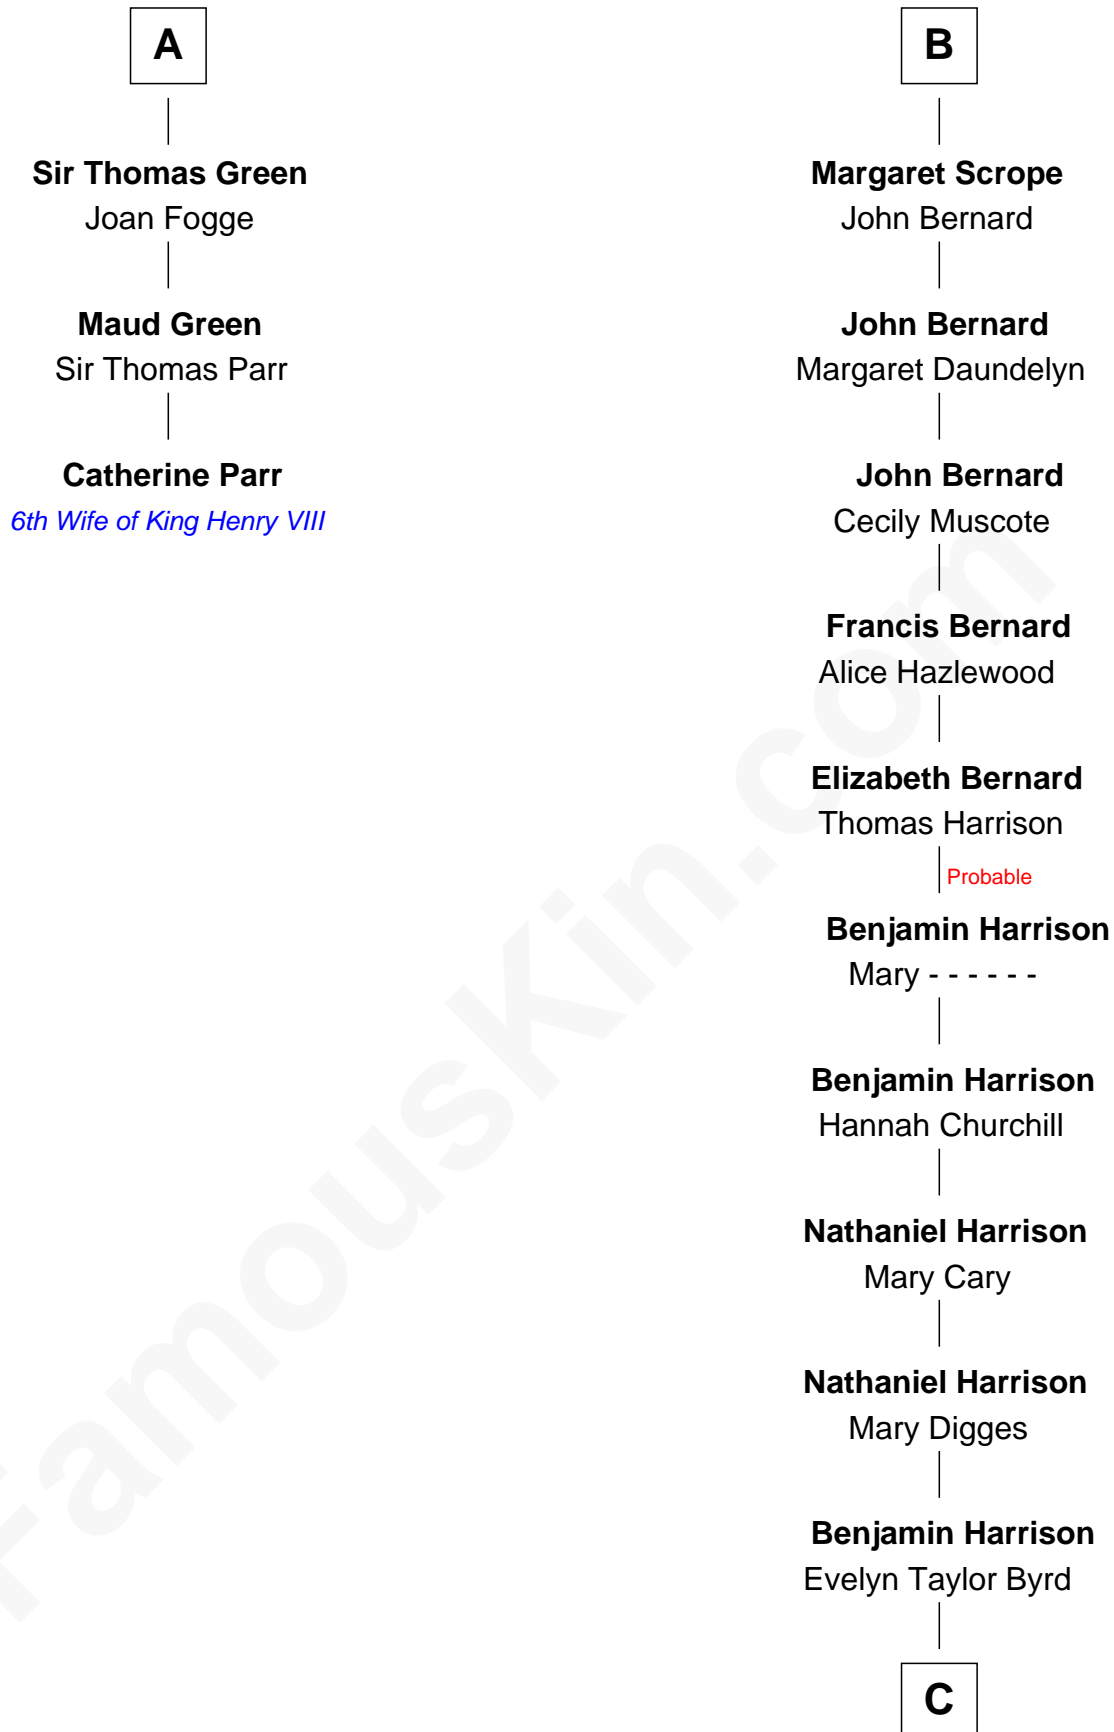 A
Sir Thomas Green
Joan Fogge
Maud Green
Sir Thomas Parr
Catherine Parr
6th Wife of King Henry VIII
B
Margaret Scrope
John Bernard
John Bernard
Margaret Daundelyn
John Bernard
Cecily Muscote
Francis Bernard
Alice Hazlewood
Elizabeth Bernard
Thomas Harrison
Probable
Benjamin Harrison
Mary - - - - - -
Benjamin Harrison
Hannah Churchill
Nathaniel Harrison
Mary Cary
Nathaniel Harrison
Mary Digges
Benjamin Harrison
Evelyn Taylor Byrd
C
FamousKin.com